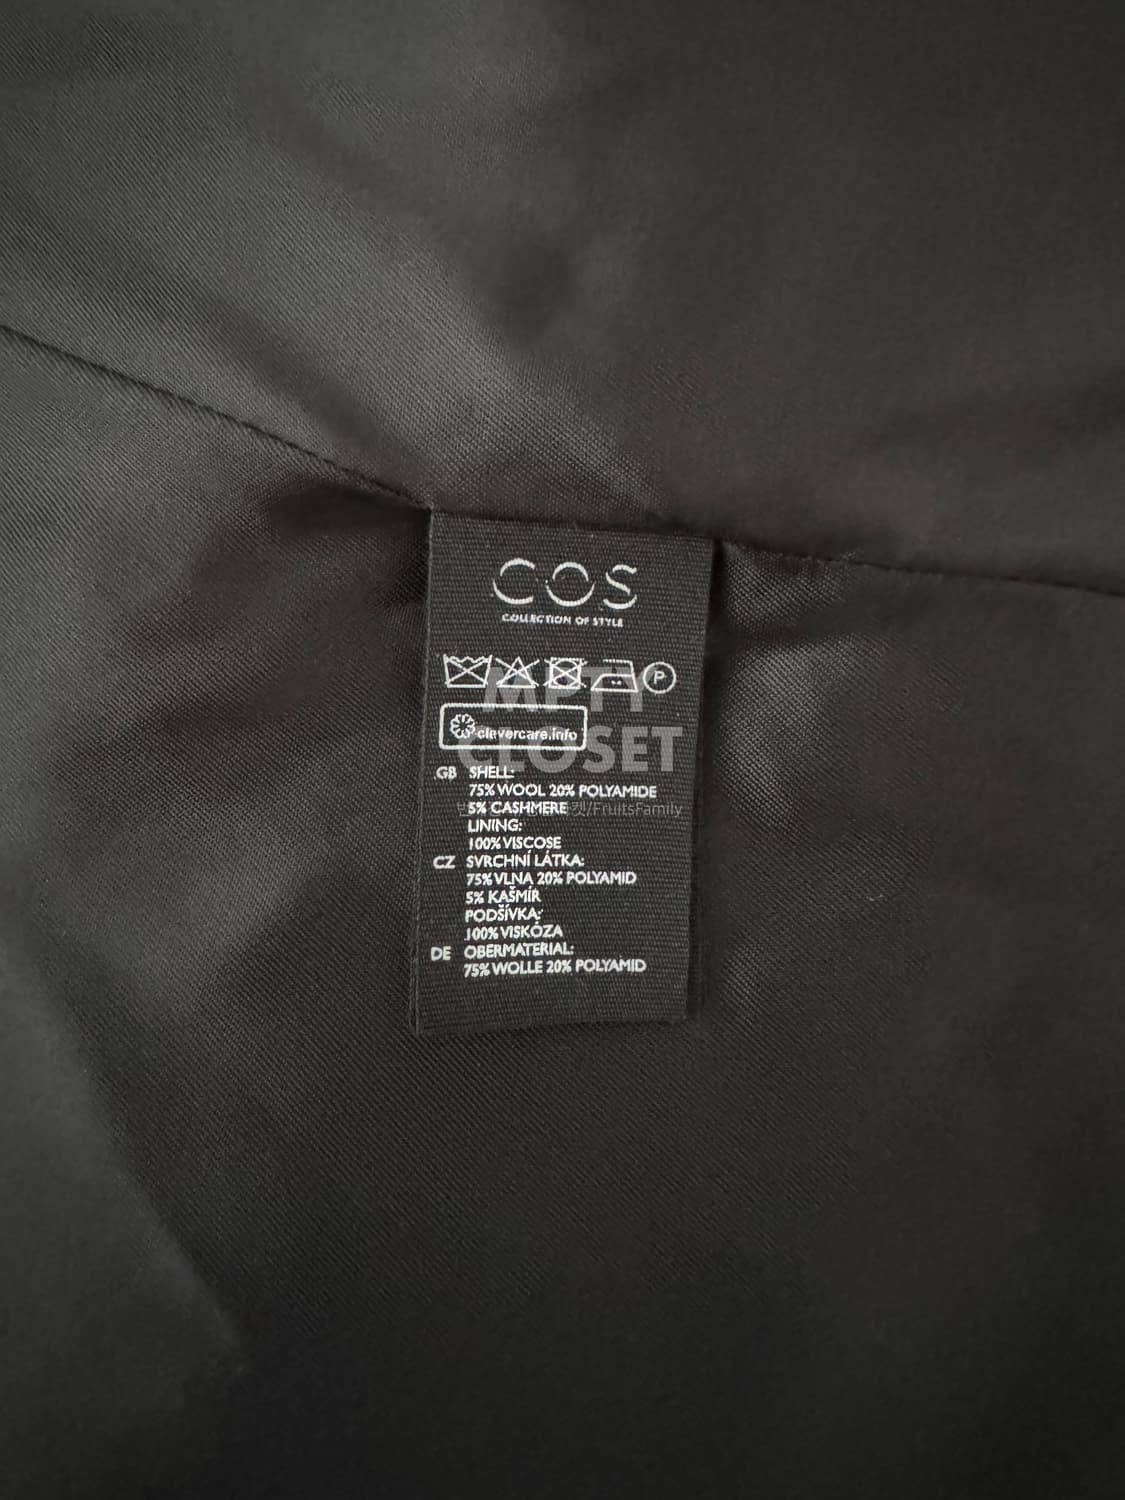 COS
COLLECTION OF STYLE
P
MPTY
CLOSET
clevercare.info
GB SHELL:
75% WOOL 20% POLYAMIDE
5% CASHMERE
/FruitsFamily
LINING:
100% VISCOSE
CZ SVRCHNÍ LÁTKA:
75% VLNA 20% POLYAMID
5% KAŠMÍR
PODŠÍVKA:
100% VISKÓZA
DE OBERMATERIAL:
75% WOLLE 20% POLYAMID